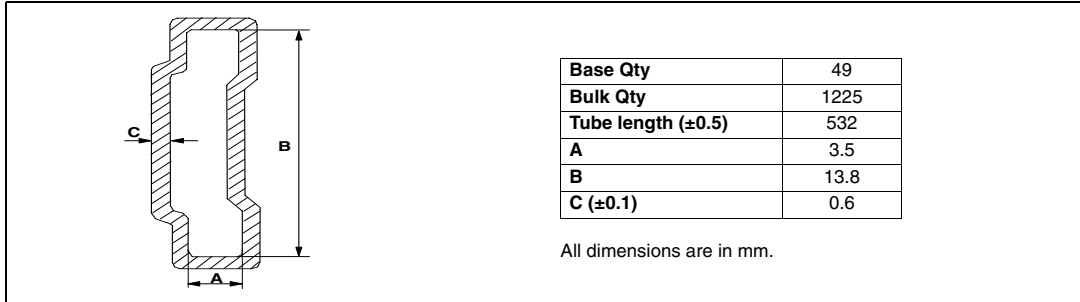 C
B
A
Base Qty 49
Bulk Qty 1225
Tube length (±0.5) 532
A 3.5
B 13.8
C (±0.1) 0.6
All dimensions are in mm.